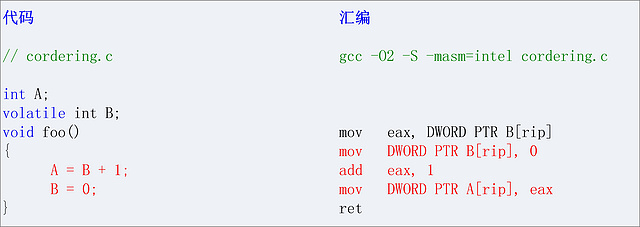 代码 汇编
// cordering.c gcc -O2 -S -masm=intel cordering.c
int A;
volatile int B;
void foo() mov eax, DWORD PTR B[rip]
{ mov DWORD PTR B[rip], 0
A = B + 1; add eax, 1
B = 0; mov DWORD PTR A[rip], eax
} ret